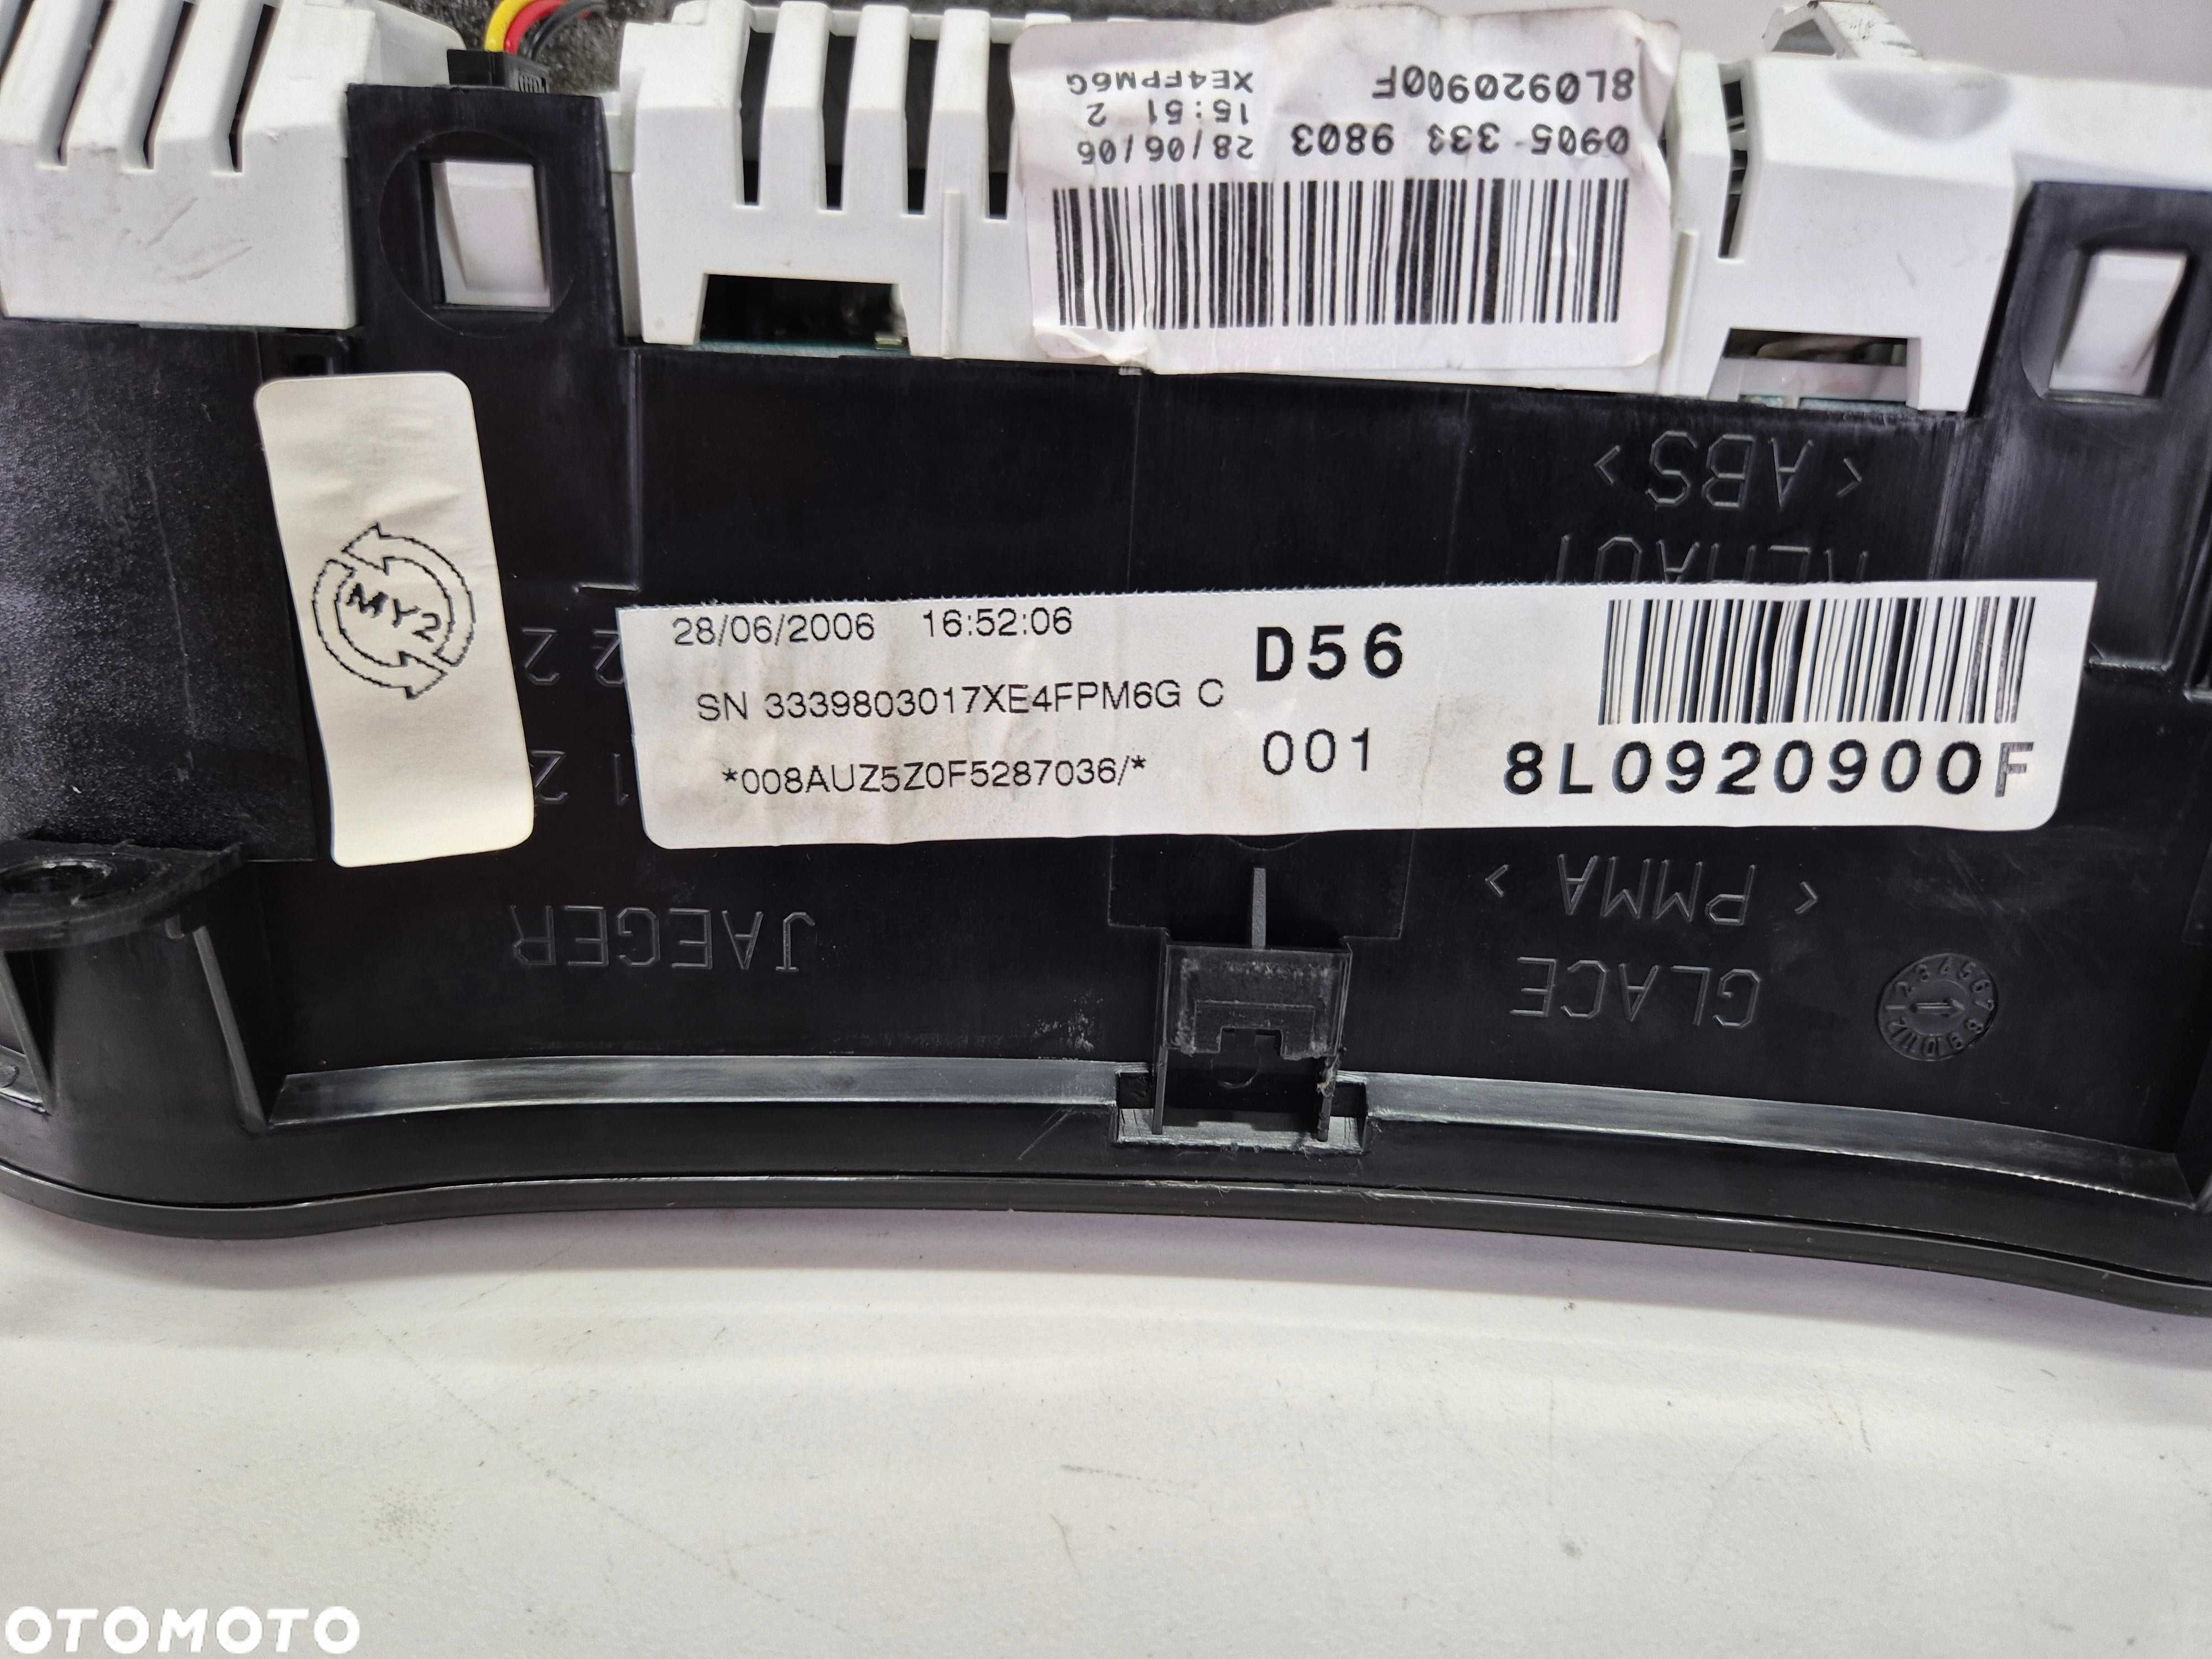 8L0920900F
XE4FPM6G
15:51 2
0905 333 9803
28/06/06
< ABS >
MY2
28/06/2006 16:52:06
D56
SN 3339803017XE4FPM6G C
001
*008AUZ5Z0F5287036/*
8L0920900F
< PMMA >
JAEGER
GLACE
OTOMOTO